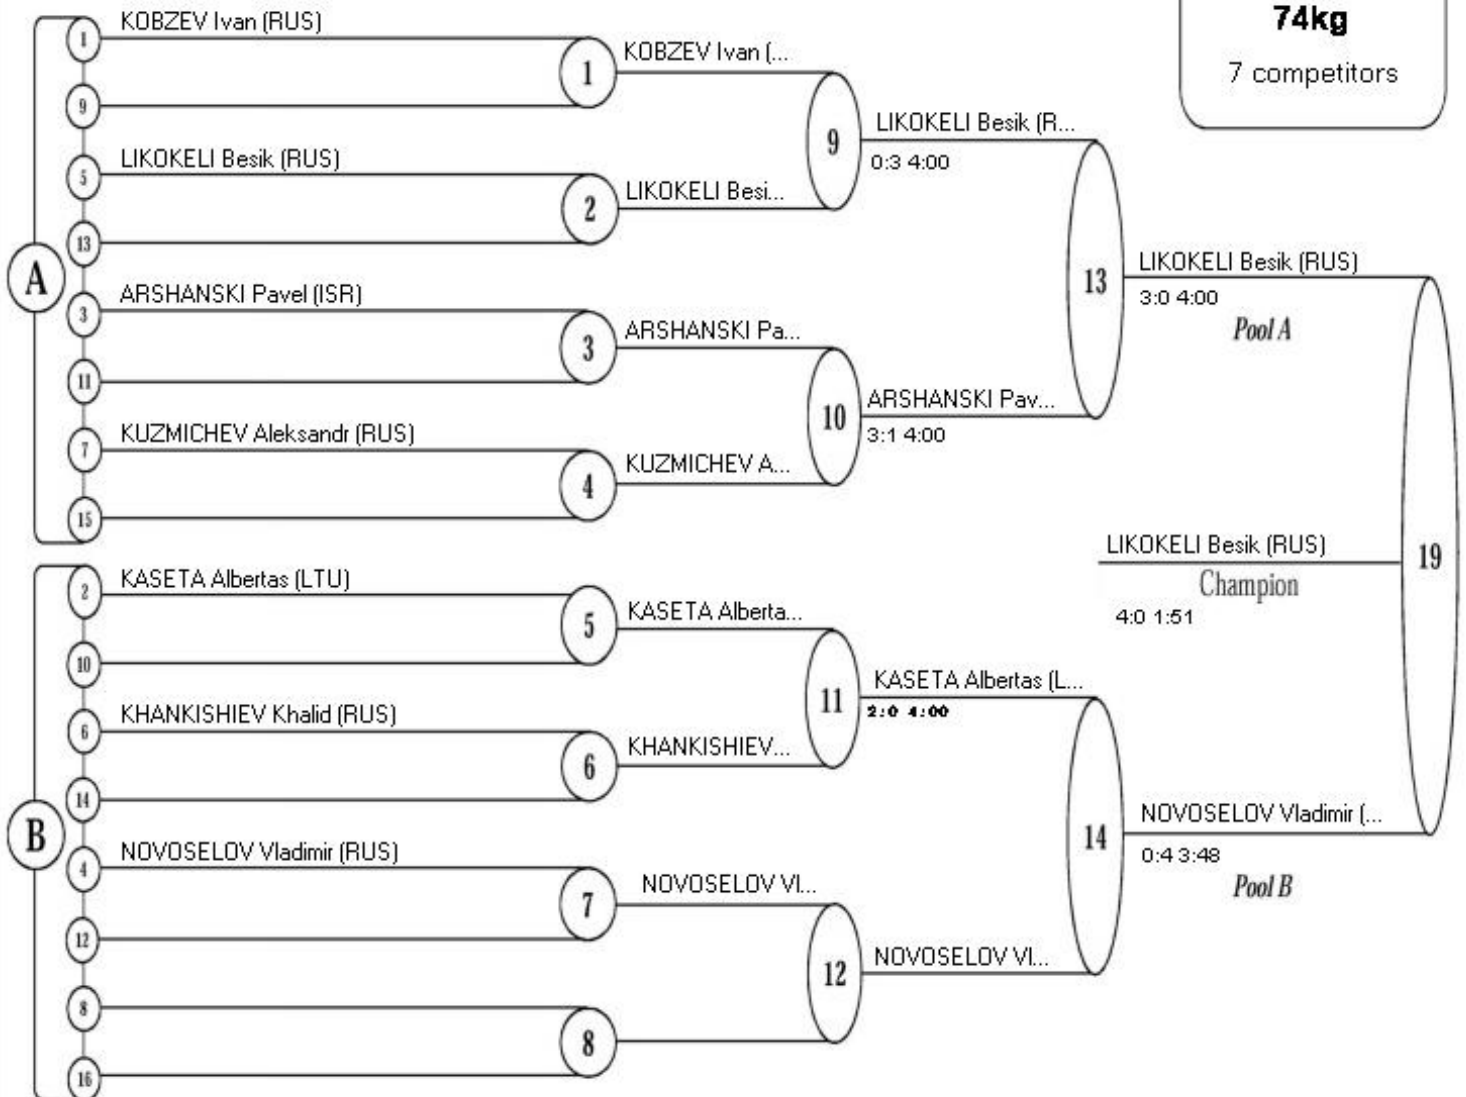 74kg
7 competitors
A
1
KOBZEV Ivan (RUS)
9
1
KOBZEV Ivan (...
5
LIKOKELI Besik (RUS)
13
2
LIKOKELI Besi...
9
LIKOKELI Besik (R...
0:3 4:00
3
ARSHANSKI Pavel (ISR)
11
3
ARSHANSKI Pa...
7
KUZMICHEV Aleksandr (RUS)
15
4
KUZMICHEV A...
10
ARSHANSKI Pav...
3:1 4:00
13
LIKOKELI Besik (RUS)
3:0 4:00
Pool A
B
2
KASETA Albertas (LTU)
10
5
KASETA Alberta...
6
KHANKISHIEV Khalid (RUS)
14
6
KHANKISHIEV...
11
KASETA Albertas (L...
2:0 4:00
4
NOVOSELOV Vladimir (RUS)
12
7
NOVOSELOV Vl...
8
16
8
12
NOVOSELOV Vl...
14
NOVOSELOV Vladimir (...
0:4 3:48
Pool B
19
LIKOKELI Besik (RUS)
Champion
4:0 1:51